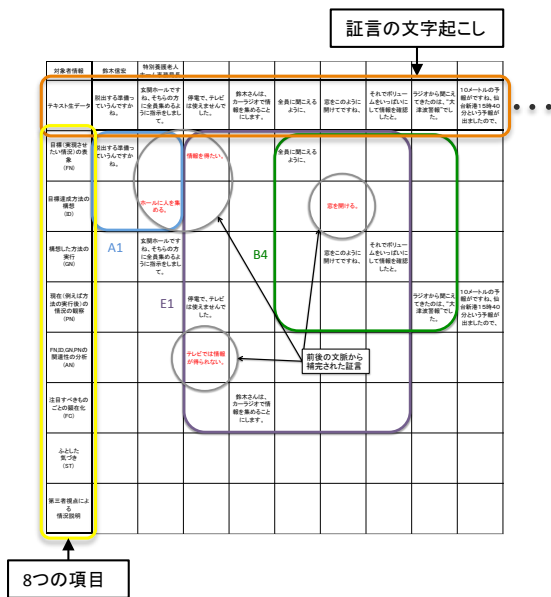 証言の文字起こし
対象者情報
鈴木信宏
特別養護老人
テキスト生データ
脱出する準備っ
ていうんですか
ね。
玄関ホールです
ね、そちらの方
に全員集めるよ
うに指示をしまし
て。
停電で、テレビ
は使えませんで
した。
鈴木さんは、
カーラジオで情
報を集めること
にします。
全員に聞こえる
ように、
窓をこのように
開けてですね、
それでボリュー
ムをいっぱいに
して情報を確認
したと。
ラジオから聞こえ
てきたのは、“大
津波警報”でし
た。
10メートルの予
報がですね、仙
台新港15時40
分という予報が
出ましたので、
・・・
目標(実現させ
たい情況)の表
象
(FN)
脱出する準備っ
ていうんですか
ね。
情報を得たい。
全員に聞こえる
ように、
目標達成方法の
構想
(ID)
ホールに人を集
める。
窓を開ける。
構想した方法の
実行
(GN)
A1
玄関ホールです
ね、そちらの方
に全員集めるよ
うに指示をしまし
て。
B4
窓をこのように
開けてですね、
それでボリュー
ムをいっぱいに
して情報を確認
したと。
現在(例えば方
法の実行後)の
情況の観察
(PN)
E1
停電で、テレビ
は使えませんで
した。
ラジオから聞こえ
てきたのは、“大
津波警報”でし
た。
10メートルの予
報がですね、仙
台新港15時40
分という予報が
出ましたので、
FN,ID,GN,PNの
関連性の分析
(AN)
テレビでは情報
が得られない。
前後の文脈から
補完された証言
注目すべきもの
ごとの顕在化
(FC)
鈴木さんは、
カーラジオで情
報を集めること
にします。
ふとした
気づき
(ST)
第三者視点によ
る
情況説明
8つの項目